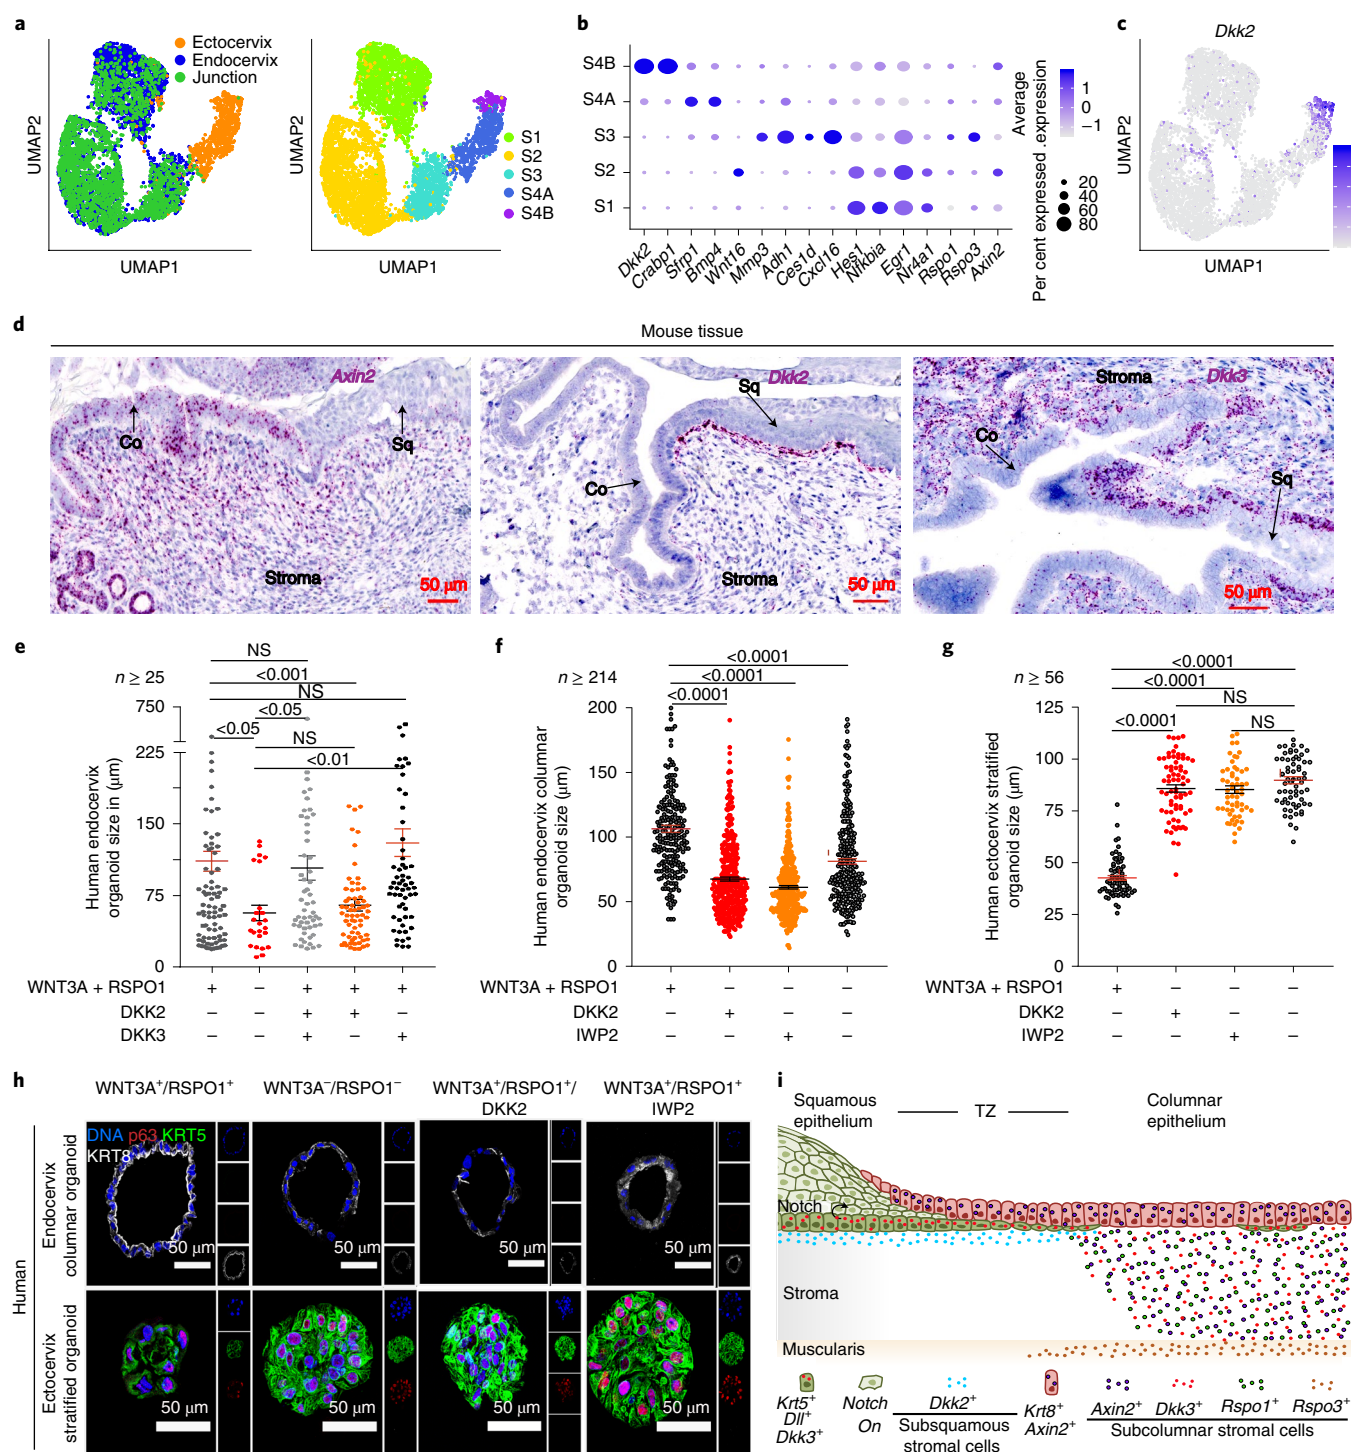 a
Ectocervix
Endocervix
Junction
UMAP2
UMAP1
UMAP2
UMAP1
S1
S2
S3
S4A
S4B
b
S4B
S4A
S3
S2
S1
Dkk2
Crabp1
Sfrp1
Bmp4
Wnt16
Mmp3
Adh1
Ces1d
Cxcl16
Hes1
Nfkbia
Egr1
Nr4a1
Rspo1
Rspo3
Axin2
Average
.expression
1
0
−1
Per cent expressed
20
40
60
80
c
Dkk2
UMAP2
UMAP1
d
Mouse tissue
Axin2
Co
Sq
Stroma
50 μm
Dkk2
Sq
Co
Stroma
50 μm
Stroma
Dkk3
Co
Sq
50 μm
e
n ≥ 25
NS
<0.001
NS
<0.05
<0.05
NS
<0.01
750
225
150
75
0
Human endocervix
organoid size in (μm)
WNT3A + RSPO1 + − + + +
DKK2 − − + + −
DKK3 − − + − +
f
n ≥ 214
<0.0001
<0.0001
<0.0001
200
150
100
50
0
Human endocervix columnar
organoid size (μm)
WNT3A + RSPO1 + − − −
DKK2 − + − −
IWP2 − − + −
g
n ≥ 56
<0.0001
<0.0001
NS
<0.0001
NS
125
100
75
50
25
0
Human ectocervix stratified
organoid size (μm)
WNT3A + RSPO1 + − − −
DKK2 − + − −
IWP2 − − + −
h
WNT3A⁺/RSPO1⁺
WNT3A⁻/RSPO1⁻
WNT3A⁺/RSPO1⁺/
DKK2
WNT3A⁺/RSPO1⁺
IWP2
Human
Endocervix
columnar organoid
DNA p63 KRT5
KRT8
50 μm
50 μm
50 μm
50 μm
Ectocervix
stratified organoid
50 μm
50 μm
50 μm
50 μm
i
Squamous
epithelium
TZ
Columnar
epithelium
Notch
Stroma
Muscularis
Krt5⁺
Dll⁺
Dkk3⁺
Notch
On
Dkk2⁺
Subsquamous
stromal cells
Krt8⁺
Axin2⁺
Axin2⁺
Dkk3⁺
Rspo1⁺
Rspo3⁺
Subcolumnar stromal cells